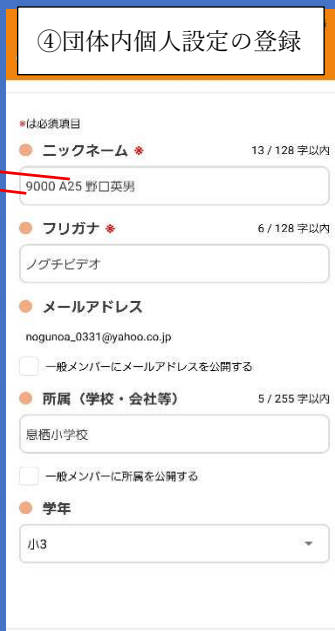 ④団体内個人設定の登録
※は必須項目
ニックネーム ※ 13 / 128 字以内
9000 A25 野口英男
フリガナ ※ 6 / 128 字以内
ノグチビデオ
メールアドレス
nogunoa_0331@yahoo.co.jp
一般メンバーにメールアドレスを公開する
所属（学校・会社等） 5 / 255 字以内
息栖小学校
一般メンバーに所属を公開する
学年
小3